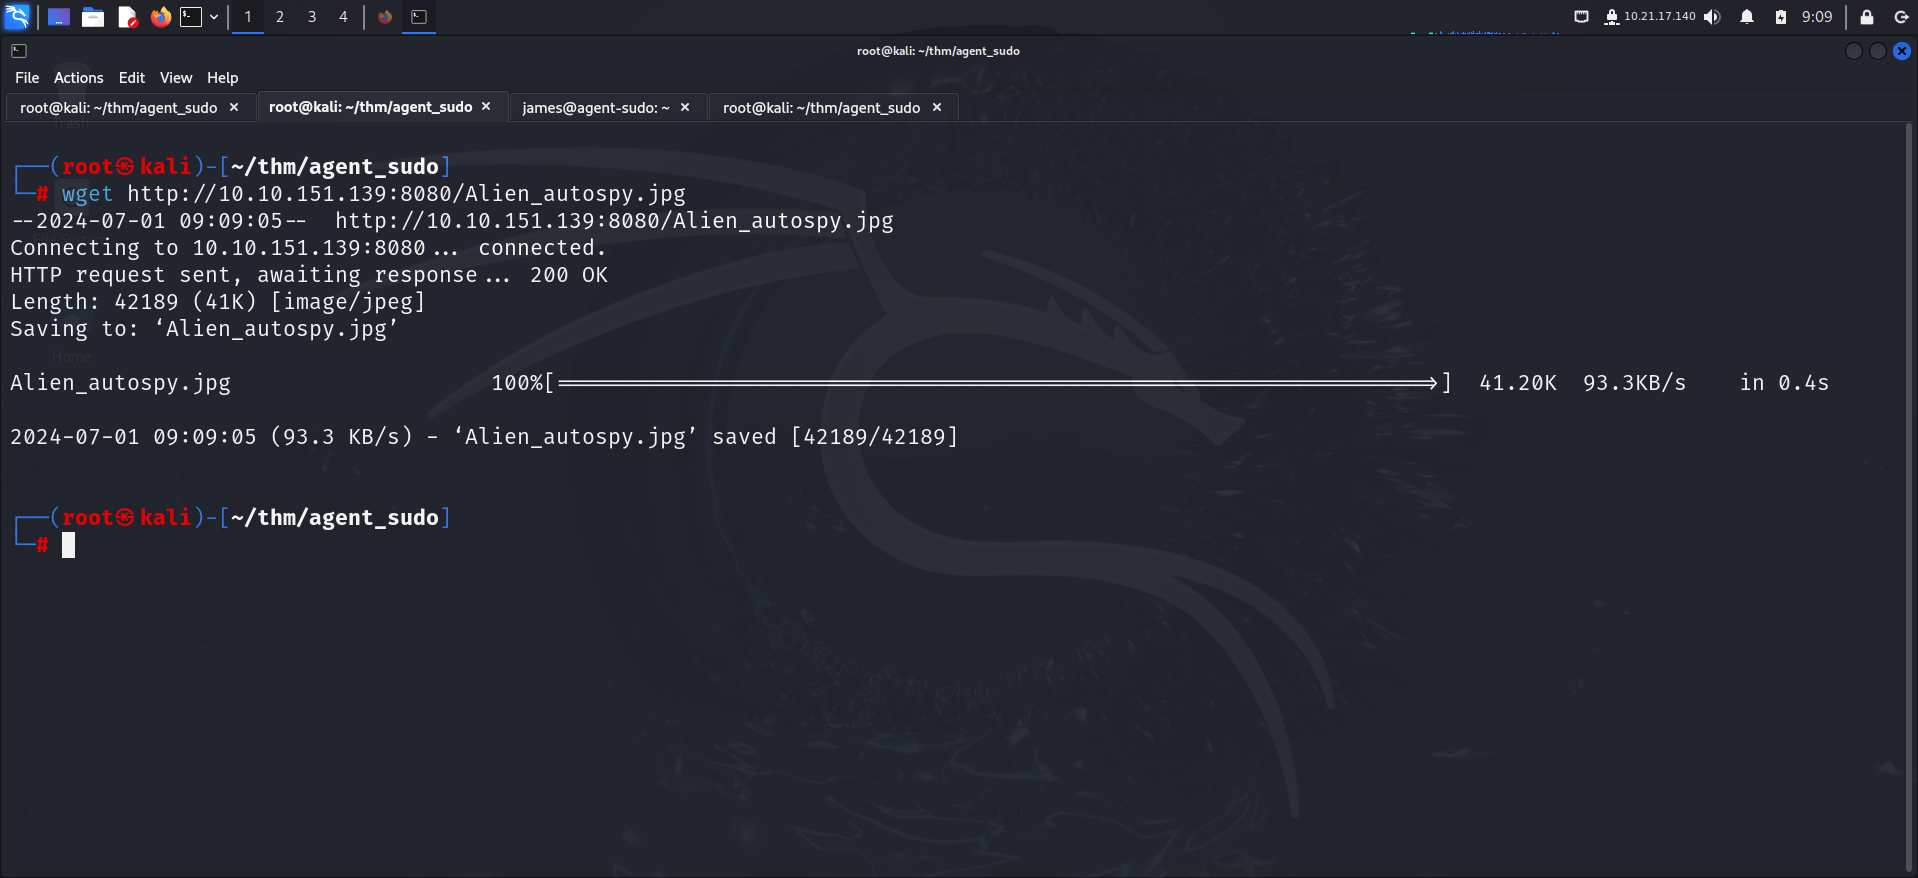 1 2 3 4 10.21.17.140 9:09
root@kali: ~/thm/agent_sudo
File Actions Edit View Help
root@kali: ~/thm/agent_sudo × root@kali: ~/thm/agent_sudo × james@agent-sudo: ~ × root@kali: ~/thm/agent_sudo ×
Trash
┌──(root㉿kali)-[~/thm/agent_sudo]
└─# wget http://10.10.151.139:8080/Alien_autospy.jpg
--2024-07-01 09:09:05--  http://10.10.151.139:8080/Alien_autospy.jpg
Connecting to 10.10.151.139:8080... connected.
HTTP request sent, awaiting response... 200 OK
Length: 42189 (41K) [image/jpeg]
Saving to: ‘Alien_autospy.jpg’
Home
Alien_autospy.jpg 100%[===================================================================>] 41.20K 93.3KB/s in 0.4s
2024-07-01 09:09:05 (93.3 KB/s) - ‘Alien_autospy.jpg’ saved [42189/42189]
┌──(root㉿kali)-[~/thm/agent_sudo]
└─#